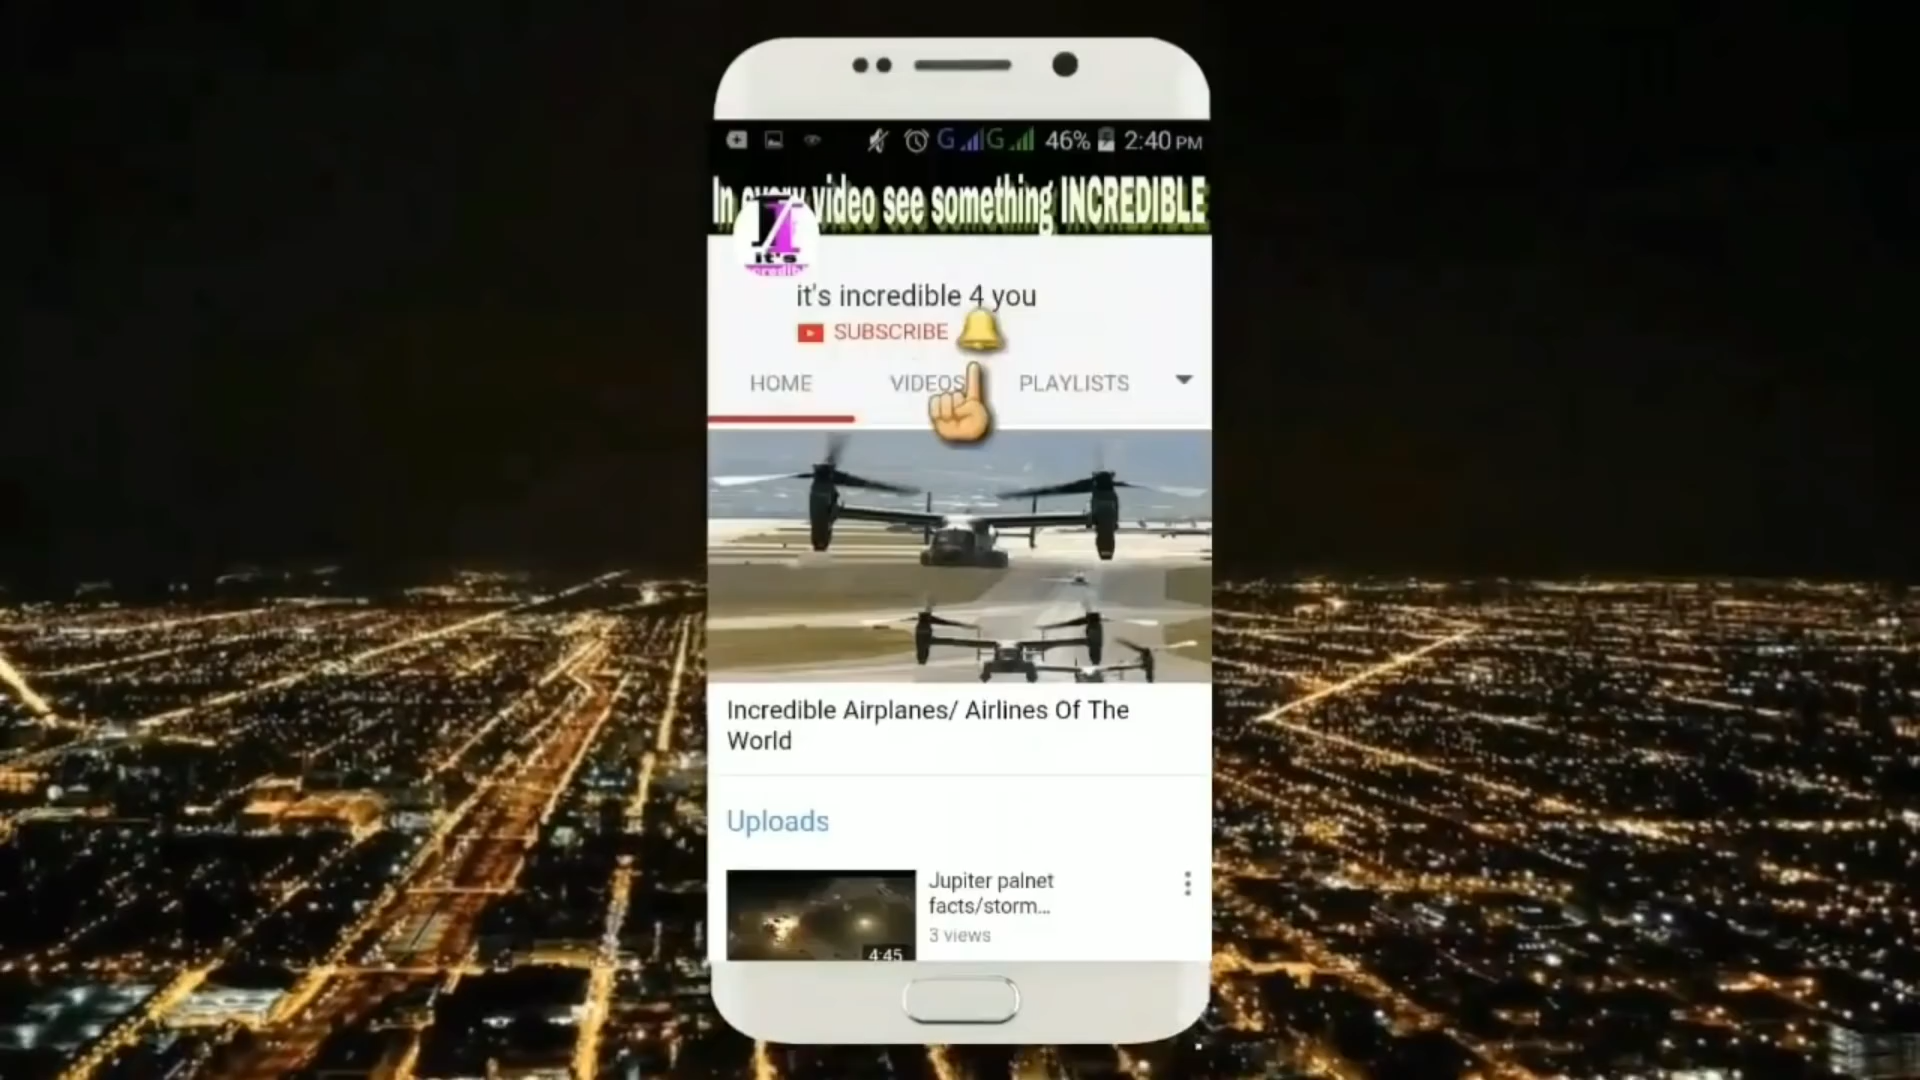 G G 46% 2:40 PM
In every video see something INCREDIBLE
it's
it's incredible 4 you
SUBSCRIBE
HOME VIDEOS PLAYLISTS
Incredible Airplanes/ Airlines Of The
World
Uploads
Jupiter palnet
facts/storm...
3 views
4:45